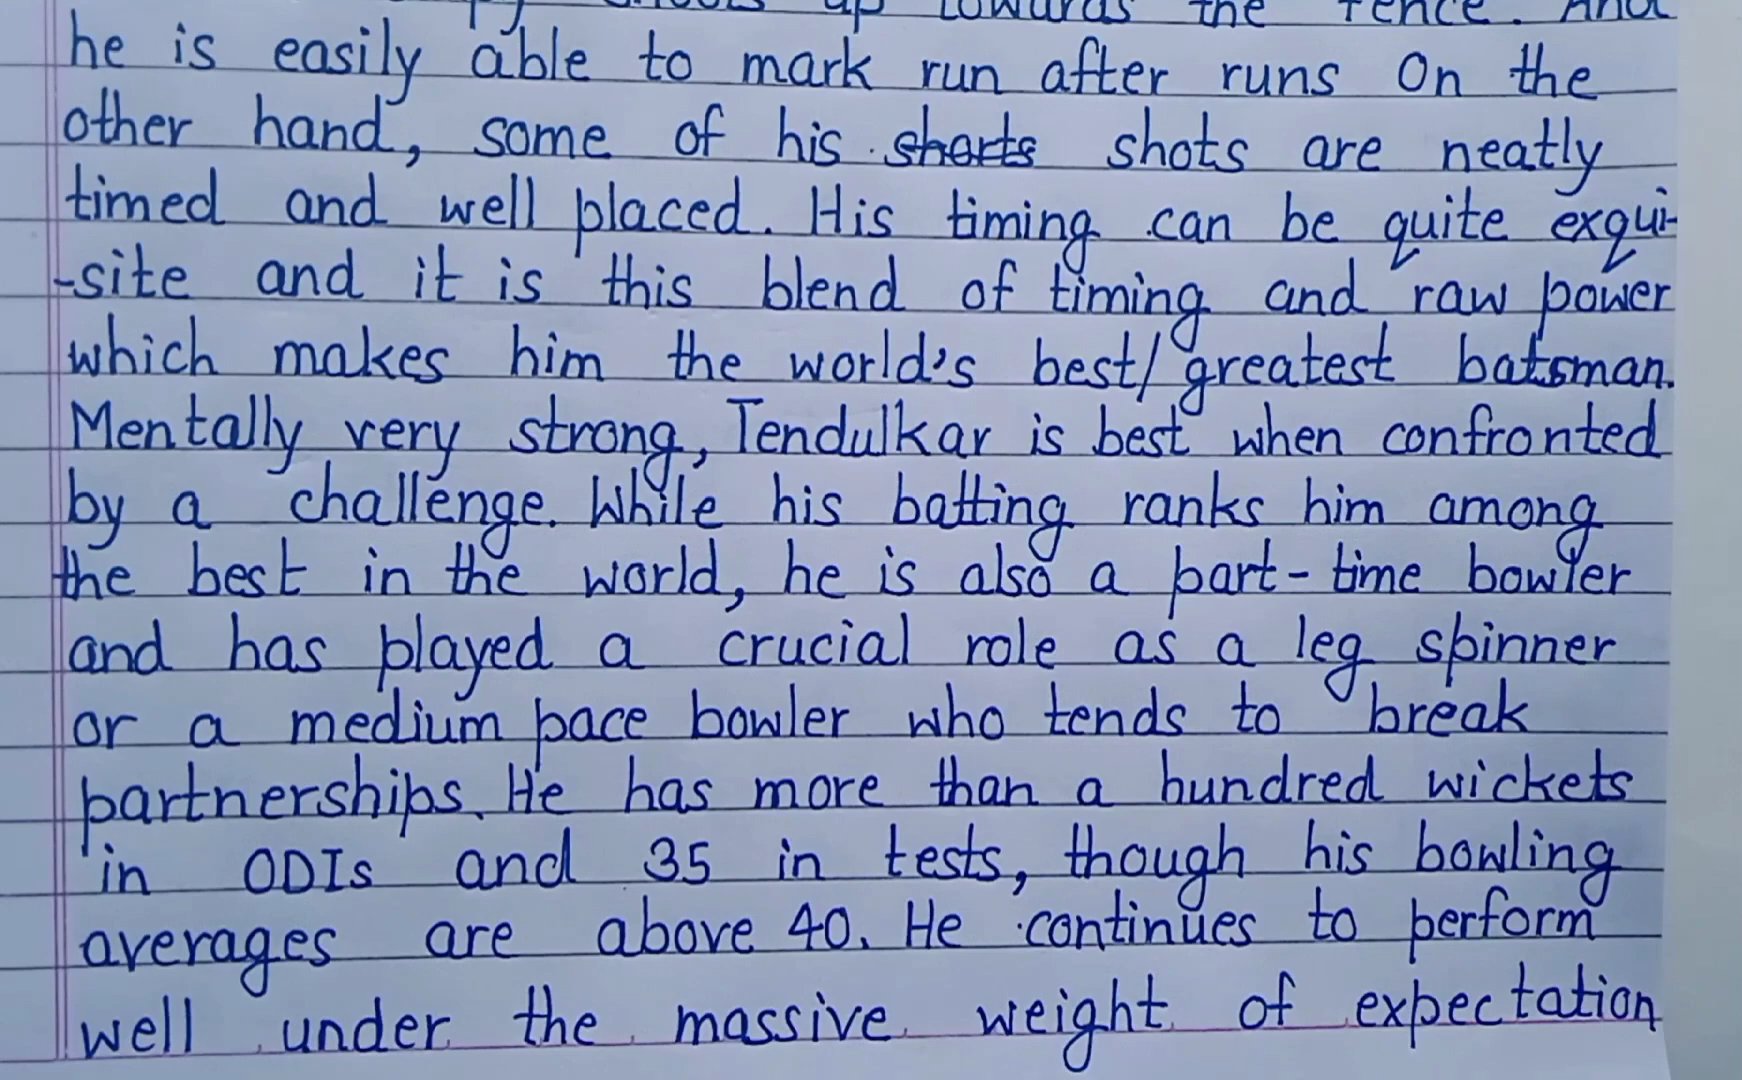 up towards the fence. And
he is easily able to mark run after runs On the
other hand, some of his shorts shots are neatly
timed and well placed. His timing can be quite exqui-
-site and it is this blend of timing and raw power
which makes him the world's best/greatest batsman.
Mentally very strong, Tendulkar is best when confronted
by a challenge. While his batting ranks him among
the best in the world, he is also a part-time bowler
and has played a crucial role as a leg spinner
or a medium pace bowler who tends to break
partnerships. He has more than a hundred wickets
in ODIs and 35 in tests, though his bowling
averages are above 40. He continues to perform
well under the massive weight of expectation